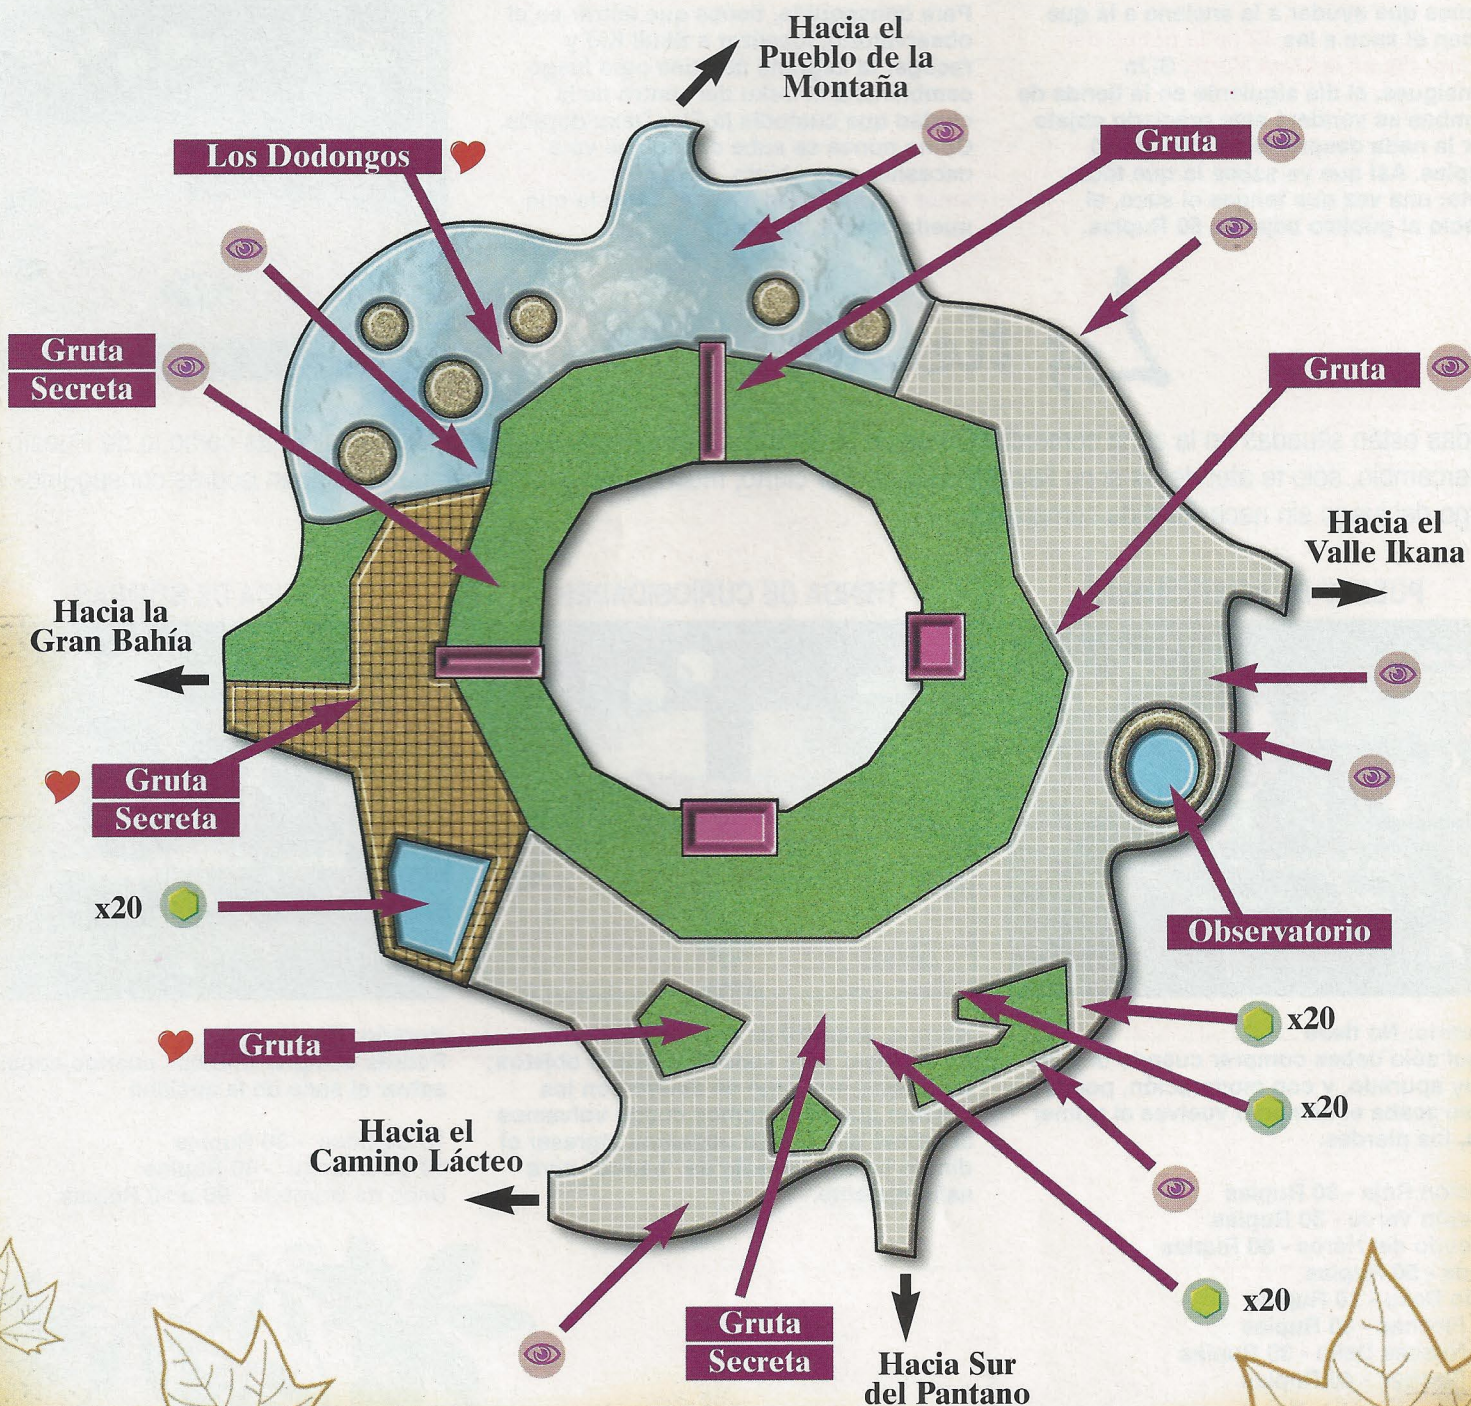 Hacia el
Pueblo de la
Montaña
Los Dodongos
Gruta
Gruta
Secreta
Gruta
Hacia el
Valle Ikana
Hacia la
Gran Bahía
Gruta
Secreta
x20
Observatorio
x20
Gruta
x20
Hacia el
Camino Lácteo
x20
Gruta
Secreta
Hacia Sur
del Pantano